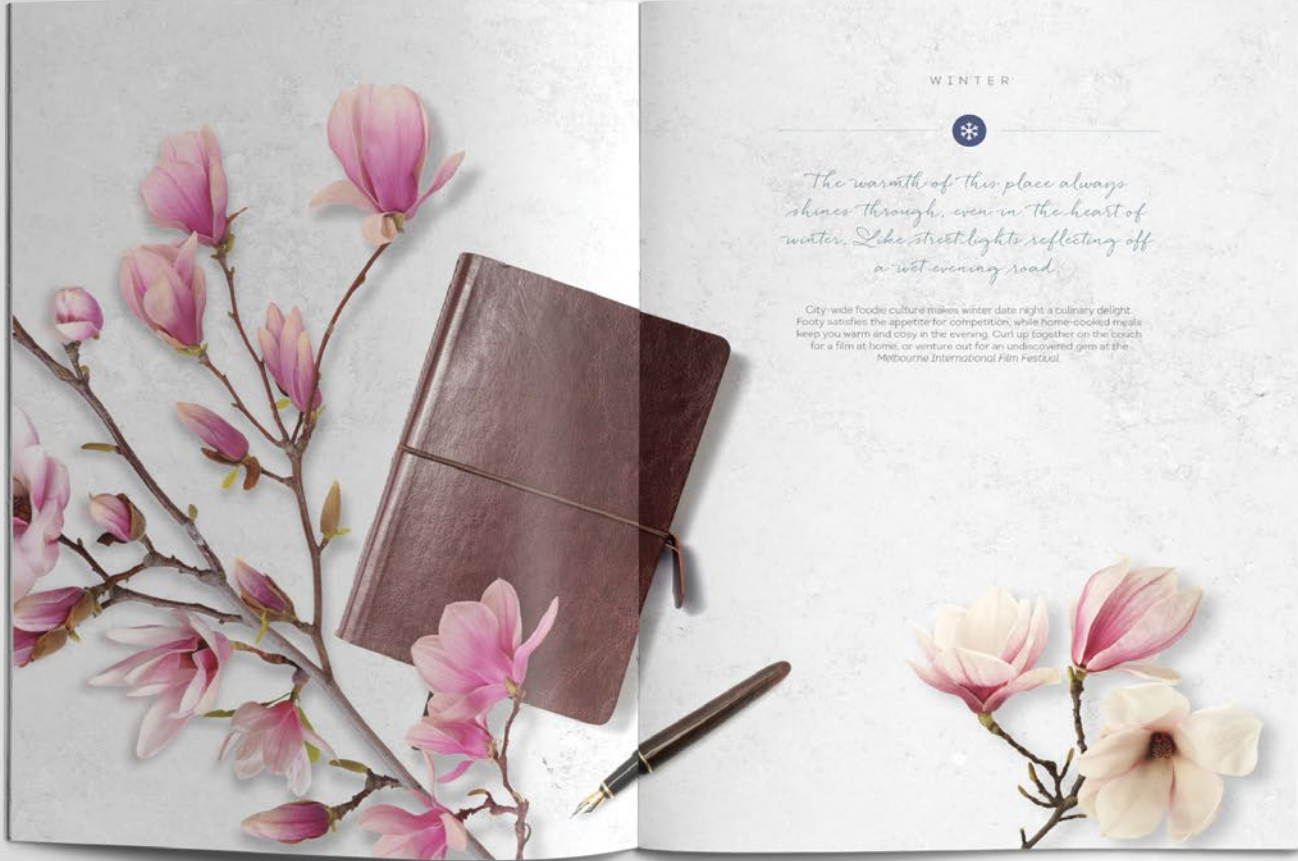 WINTER
The warmth of this place always
shines through, even in the heart of
winter. Like street lights reflecting off
a wet evening road.
City-wide foodie culture makes winter date night a culinary delight.
Footy satisfies the appetite for competition, while home-cooked meals
keep you warm and cosy in the evening. Curl up together on the couch
for a film at home, or venture out for an undiscovered gem at the
Melbourne International Film Festival.